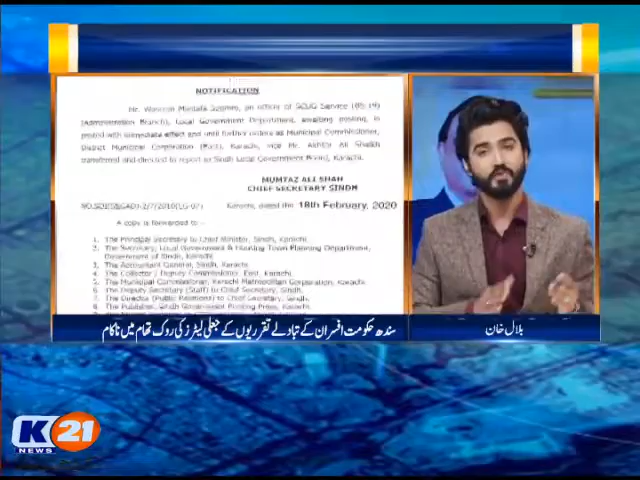 NOTIFICATION
Mr. Waseem Mustafa Soomro, an officer of SCUG Service (BS-19)
(Administration Branch), Local Government Department, awaiting posting, is
posted with immediate effect and until further orders as Municipal Commissioner,
District Municipal Corporation (East), Karachi, vice Mr. Akhtar Ali Shaikh
transferred and directed to report to Sindh Local Government Board, Karachi.
MUMTAZ ALI SHAH
CHIEF SECRETARY SINDH
Karachi, dated the 18th February, 2020
A copy is forwarded to :-
1. The Principal Secretary to Chief Minister, Sindh, Karachi
2. The Secretary, Local Government & Housing Town Planning Department,
Government of Sindh, Karachi
3. The Accountant General, Sindh, Karachi
4. The Collector / Deputy Commissioner, East, Karachi
5. The Municipal Commissioner, Karachi Metropolitan Corporation, Karachi.
6. The Deputy Secretary (Staff) to Chief Secretary, Sindh.
7. The Director (Public Relations) to Chief Secretary, Sindh.
8. The Publisher, Sindh Government Printing Press, Karachi.
سندھ حکومت افسران کے تبادلے تقرریوں کے جعلی لیٹرز کی روک تھام میں ناکام
بلال خان
K21
NEWS